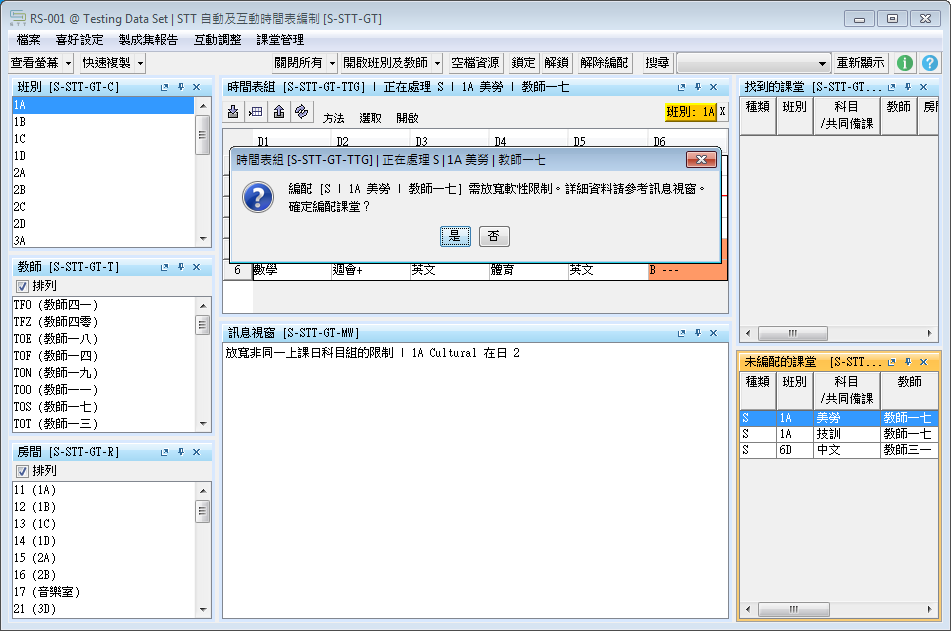 RS-001 @ Testing Data Set | STT 自動及互動時間表編制 [S-STT-GT]
檔案 喜好設定 製成集報告 互動調整 課堂管理
查看螢幕 快速複製 關閉所有 開啟班別及教師 空檔資源 鎖定 解鎖 解除編配 搜尋 重新顯示
班別 [S-STT-GT-C]
1A
1B
1C
1D
2A
2B
2C
2D
3A
教師 [S-STT-GT-T]
排列
TFO (教師四一)
TFZ (教師四零)
TOE (教師一八)
TOF (教師一四)
TON (教師一九)
TOO (教師一一)
TOS (教師一七)
TOT (教師一三)
房間 [S-STT-GT-R]
排列
11 (1A)
12 (1B)
13 (1C)
14 (1D)
15 (2A)
16 (2B)
17 (音樂室)
21 (3D)
時間表組 [S-STT-GT-TTG] | 正在處理 S | 1A 美勞 | 教師一七
方法 選取 開啟
班別: 1A X
D1 D2 D3 D4 D5 D6
時間表組 [S-STT-GT-TTG] | 正在處理 S | 1A 美勞 | 教師一七
編配 [S | 1A 美勞 | 教師一七] 需放寬軟性限制。詳細資料請參考訊息視窗。
確定編配課堂？
是 否
6 數學 週會+ 英文 體育 英文 B ---
訊息視窗 [S-STT-GT-MW]
放寬非同一上課日科目組的限制 | 1A Cultural 在日 2
找到的課堂 [S-STT-GT...
種類 班別 科目 教師 房
/共同備課
未編配的課堂 [S-STT...
種類 班別 科目 教師
/共同備課
S 1A 美勞 教師一七
S 1A 技訓 教師一七
S 6D 中文 教師三一